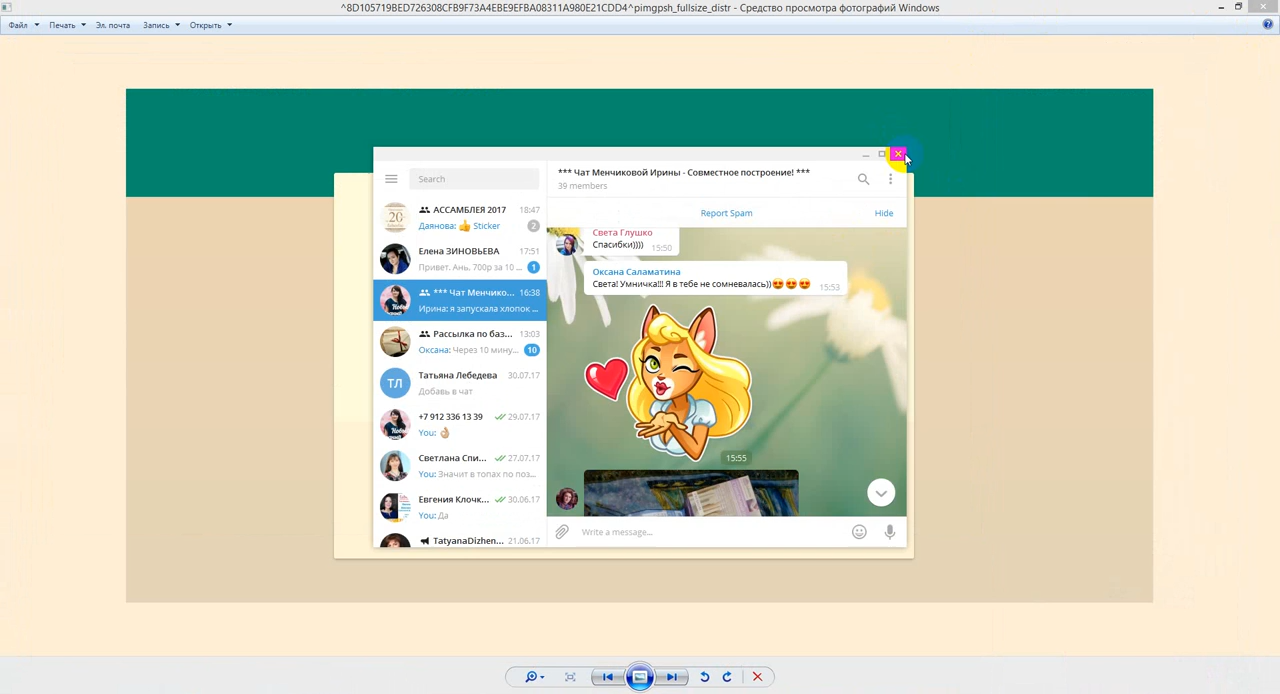 ^8D105719BED726308CFB9F73A4EBE9EFBA08311A980E21CDD4^pimgpsh_fullsize_distr - Средство просмотра фотографий Windows
Файл Печать Эл. почта Запись Открыть
Search
АССАМБЛЕЯ 2017 18:47
Даянова: 👍 Sticker 2
Елена ЗИНОВЬЕВА 17:51
Привет. Ань. 700р за 10 ... 1
*** Чат Менчико... 16:38
Ирина: я запускала хлопок ...
Рассылка по баз... 13:03
Оксана: Через 10 мину... 10
ТЛ
Татьяна Лебедева 30.07.17
Добавь в чат
+7 912 336 13 39 29.07.17
You: 👌🏼
Светлана Спи... 27.07.17
You: Значит в топах по поз...
Евгения Клочк... 30.06.17
You: Да
TatyanaDizhen... 21.06.17
*** Чат Менчиковой Ирины - Совместное построение! ***
39 members
Report Spam Hide
Света Глушко
Спасибки)))) 15:50
Оксана Саламатина
Света! Умничка!!! Я в тебе не сомневалась))😍😍😍 15:53
15:55
Write a message...